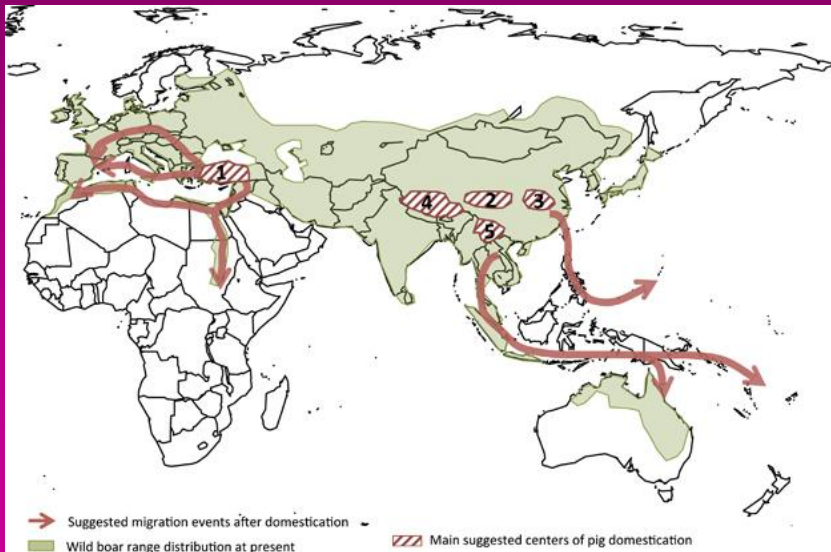 1
4
2
3
5
Suggested migration events after domestication
Wild boar range distribution at present
Main suggested centers of pig domestication